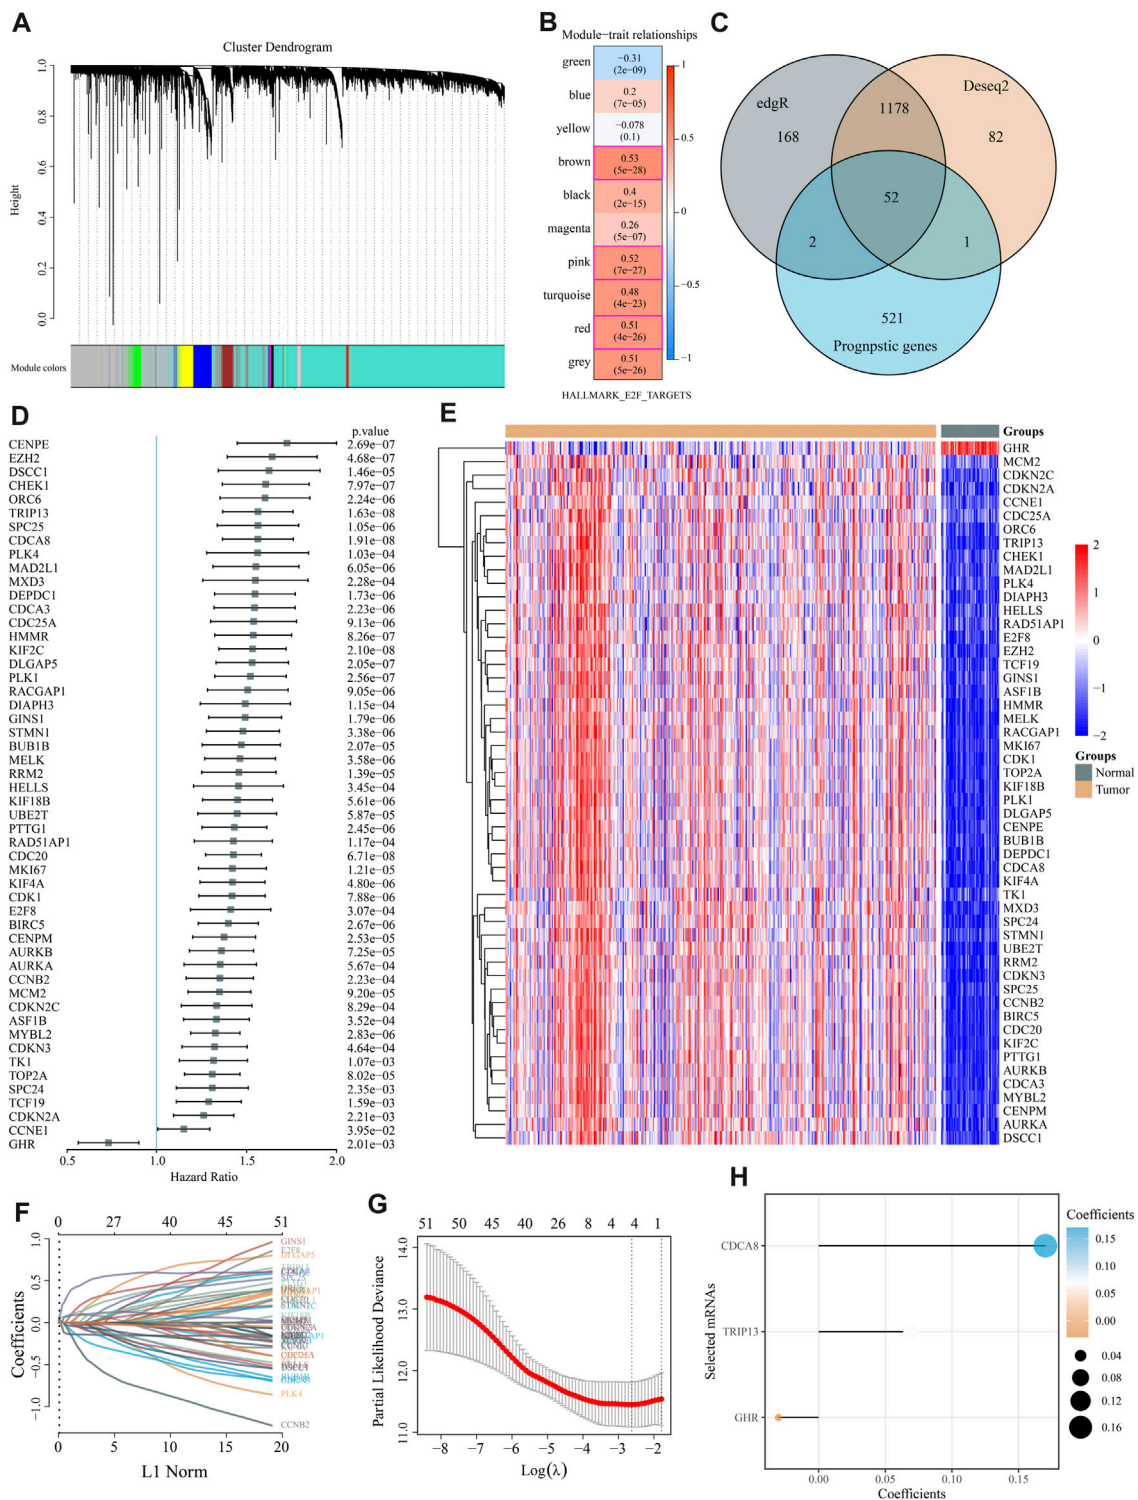 A
Cluster Dendrogram
Height
1.0
0.8
0.6
0.4
0.2
0.0
Module colors
B
Module−trait relationships
green
−0.31
(2e−09)
blue
0.2
(7e−05)
yellow
−0.078
(0.1)
brown
0.53
(5e−28)
black
0.4
(2e−15)
magenta
0.26
(5e−07)
pink
0.52
(7e−27)
turquoise
0.48
(4e−23)
red
0.51
(4e−26)
grey
0.51
(5e−26)
1
0.5
0
−0.5
−1
HALLMARK_E2F_TARGETS
C
edgR
168
1178
Deseq2
82
52
2
1
521
Prognpstic genes
D
p.value
CENPE 2.69e−07
EZH2 4.68e−07
DSCC1 1.46e−05
CHEK1 7.97e−07
ORC6 2.24e−06
TRIP13 1.63e−08
SPC25 1.05e−06
CDCA8 1.91e−08
PLK4 1.03e−04
MAD2L1 6.05e−06
MXD3 2.28e−04
DEPDC1 1.73e−06
CDCA3 2.23e−06
CDC25A 9.13e−06
HMMR 8.26e−07
KIF2C 2.10e−08
DLGAP5 2.05e−07
PLK1 2.56e−07
RACGAP1 9.05e−06
DIAPH3 1.15e−04
GINS1 1.79e−06
STMN1 3.38e−06
BUB1B 2.07e−05
MELK 3.58e−06
RRM2 1.39e−05
HELLS 3.45e−04
KIF18B 5.61e−06
UBE2T 5.87e−05
PTTG1 2.45e−06
RAD51AP1 1.17e−04
CDC20 6.71e−08
MKI67 1.21e−05
KIF4A 4.80e−06
CDK1 7.88e−06
E2F8 3.07e−04
BIRC5 2.67e−06
CENPM 2.53e−05
AURKB 7.25e−05
AURKA 5.67e−04
CCNB2 2.23e−04
MCM2 9.20e−05
CDKN2C 8.29e−04
ASF1B 3.52e−04
MYBL2 2.83e−06
CDKN3 4.64e−04
TK1 1.07e−03
TOP2A 8.02e−05
SPC24 2.35e−03
TCF19 1.59e−03
CDKN2A 2.21e−03
CCNE1 3.95e−02
GHR 2.01e−03
0.5 1.0 1.5 2.0
Hazard Ratio
E
Groups
GHR
MCM2
CDKN2C
CDKN2A
CCNE1
CDC25A
ORC6
TRIP13
CHEK1
MAD2L1
PLK4
DIAPH3
HELLS
RAD51AP1
E2F8
EZH2
TCF19
GINS1
ASF1B
HMMR
MELK
RACGAP1
MKI67
CDK1
TOP2A
KIF18B
PLK1
DLGAP5
CENPE
BUB1B
DEPDC1
CDCA8
KIF4A
TK1
MXD3
SPC24
STMN1
UBE2T
RRM2
CDKN3
SPC25
CCNB2
BIRC5
CDC20
KIF2C
PTTG1
AURKB
CDCA3
MYBL2
CENPM
AURKA
DSCC1
2
1
0
−1
−2
Groups
Normal
Tumor
F
0 27 40 45 51
Coefficients
1.0
0.5
0.0
−0.5
−1.0
GINS1
E2F8
DLGAP5
PLK4
CCNB2
0 5 10 15 20
L1 Norm
G
51 50 45 40 26 8 4 4 1
Partial Likelihood Deviance
14.0
13.0
12.0
11.0
−8 −7 −6 −5 −4 −3 −2
Log(λ)
H
Selected mRNAs
CDCA8
TRIP13
GHR
0.00 0.05 0.10 0.15
Coefficients
Coefficients
0.15
0.10
0.05
0.00
0.04
0.08
0.12
0.16